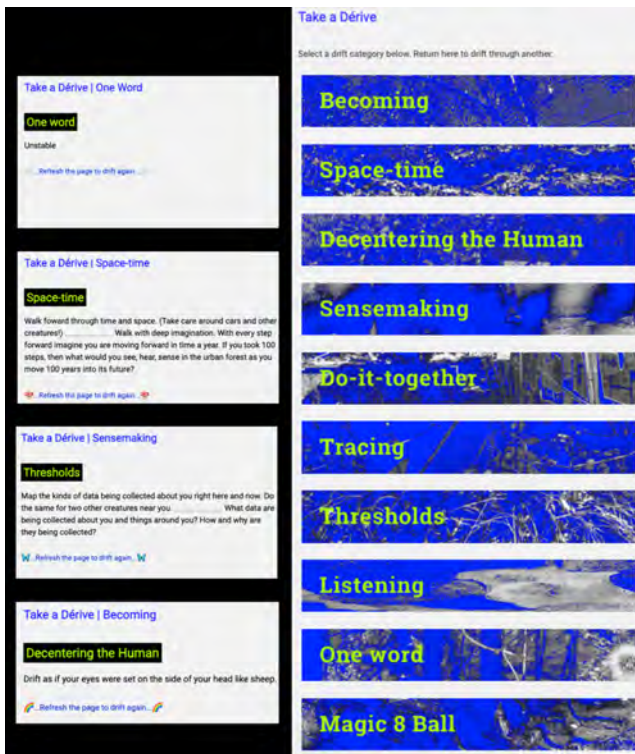 Take a Dérive | One Word
One word
Unstable
...Refresh the page to drift again...
Take a Dérive | Space-time
Space-time
Walk foward through time and space. (Take care around cars and other
creatures!) ................... Walk with deep imagination. With every step
forward imagine you are moving forward in time a year. If you took 100
steps, then what would you see, hear, sense in the urban forest as you
move 100 years into its future?
...Refresh the page to drift again...
Take a Dérive | Sensemaking
Thresholds
Map the kinds of data being collected about you right here and now. Do
the same for two other creatures near you ................... What data are
being collected about you and things around you? How and why are
they being collected?
...Refresh the page to drift again...
Take a Dérive | Becoming
Decentering the Human
Drift as if your eyes were set on the side of your head like sheep.
...Refresh the page to drift again...
Take a Dérive
Select a drift category below. Return here to drift through another.
Becoming
Space-time
Decentering the Human
Sensemaking
Do-it-together
Tracing
Thresholds
Listening
One word
Magic 8 Ball